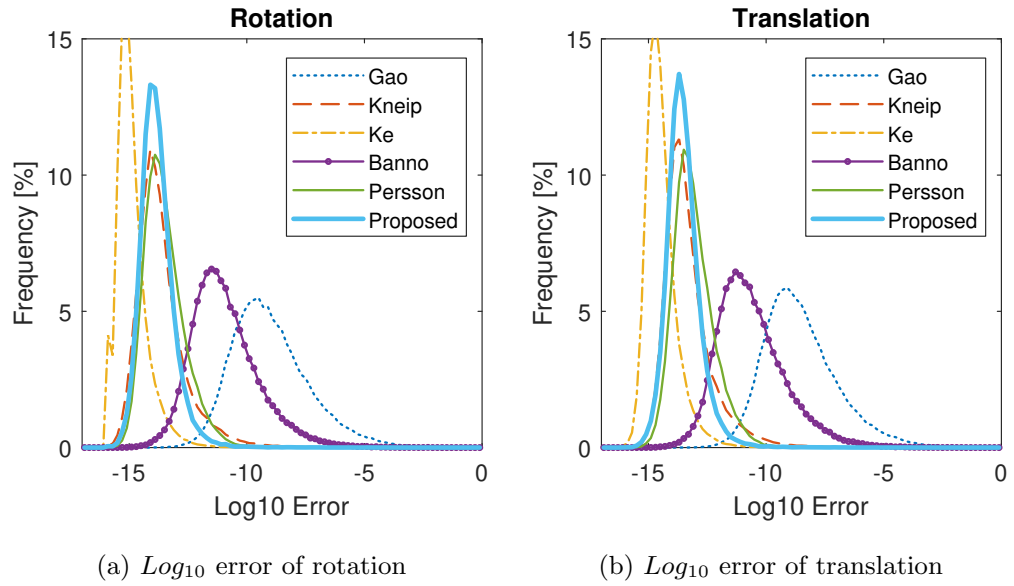 Rotation
15
10
5
0
Frequency [%]
-15
-10
-5
0
Log10 Error
Gao
Kneip
Ke
Banno
Persson
Proposed
(a) Log10 error of rotation
Translation
15
10
5
0
Frequency [%]
-15
-10
-5
0
Log10 Error
Gao
Kneip
Ke
Banno
Persson
Proposed
(b) Log10 error of translation